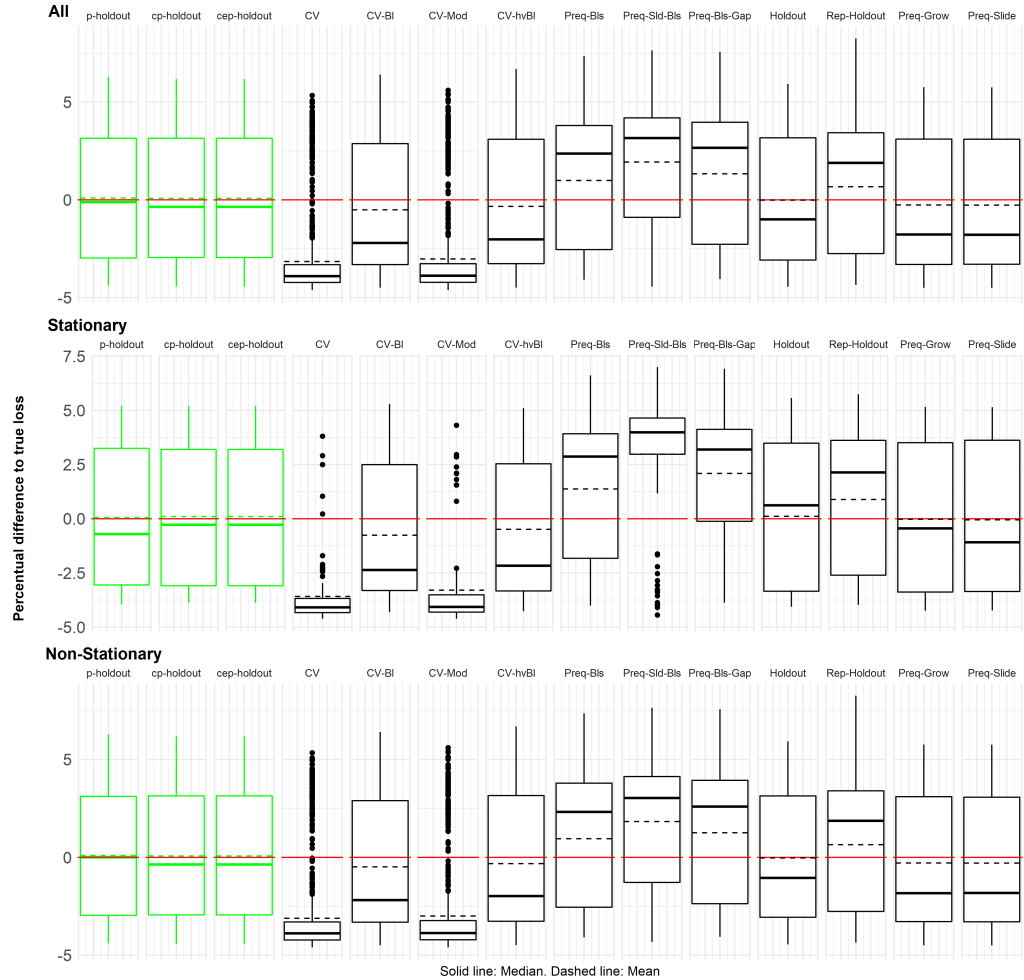 All
p-holdout cp-holdout cep-holdout CV CV-Bl CV-Mod CV-hvBl Preq-Bls Preq-Sld-Bls Preq-Bls-Gap Holdout Rep-Holdout Preq-Grow Preq-Slide
5
0
-5
Stationary
p-holdout cp-holdout cep-holdout CV CV-Bl CV-Mod CV-hvBl Preq-Bls Preq-Sld-Bls Preq-Bls-Gap Holdout Rep-Holdout Preq-Grow Preq-Slide
7.5
5.0
2.5
0.0
-2.5
-5.0
Percentual difference to true loss
Non-Stationary
p-holdout cp-holdout cep-holdout CV CV-Bl CV-Mod CV-hvBl Preq-Bls Preq-Sld-Bls Preq-Bls-Gap Holdout Rep-Holdout Preq-Grow Preq-Slide
5
0
-5
Solid line: Median. Dashed line: Mean